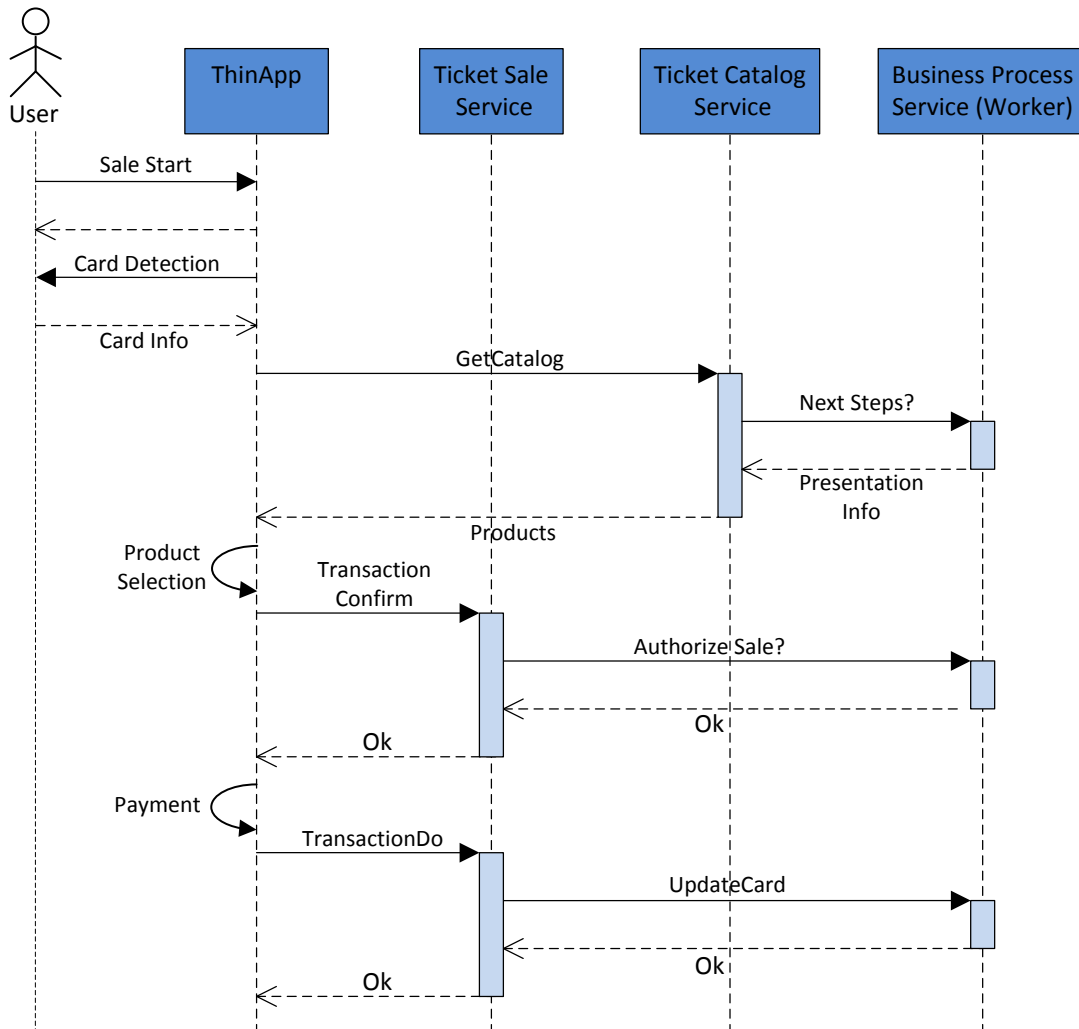 User
ThinApp
Ticket Sale
Service
Ticket Catalog
Service
Business Process
Service (Worker)
Sale Start
Card Detection
Card Info
GetCatalog
Next Steps?
Presentation
Info
Products
Product
Selection
Transaction
Confirm
Authorize Sale?
Ok
Ok
Payment
TransactionDo
UpdateCard
Ok
Ok